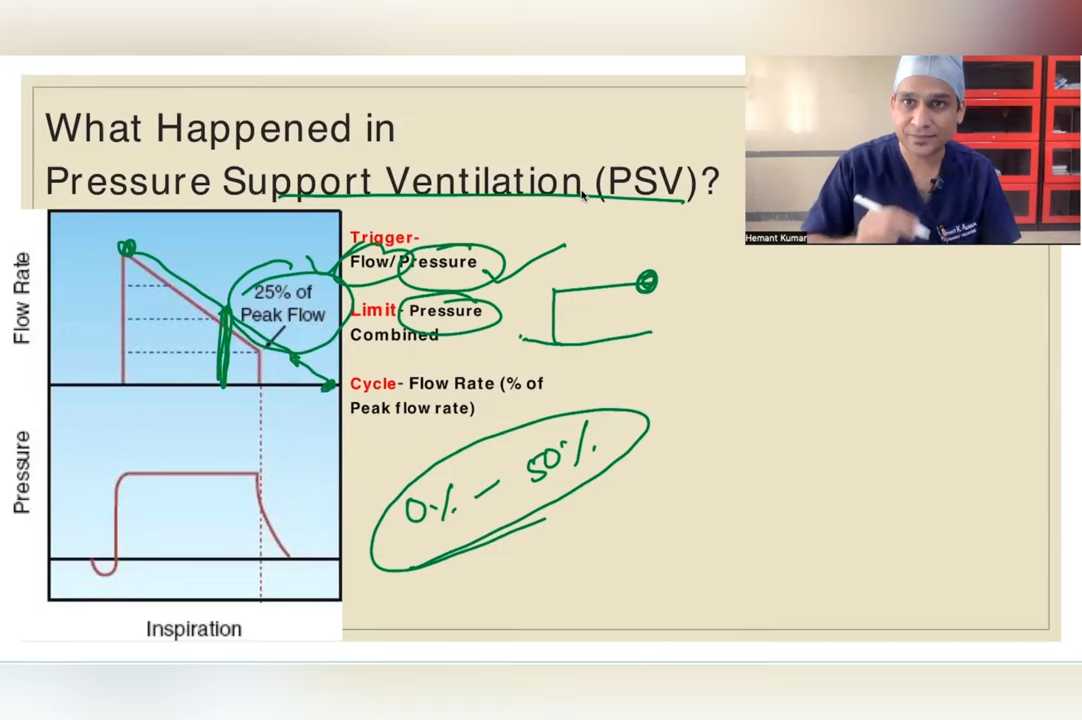 What Happened in
Pressure Support Ventilation (PSV)?
Hemant Kumar
Flow Rate
25% of
Peak Flow
Pressure
Inspiration
Trigger-
Flow/Pressure
Limit- Pressure
Combined
Cycle- Flow Rate (% of
Peak flow rate)
0% - 50%